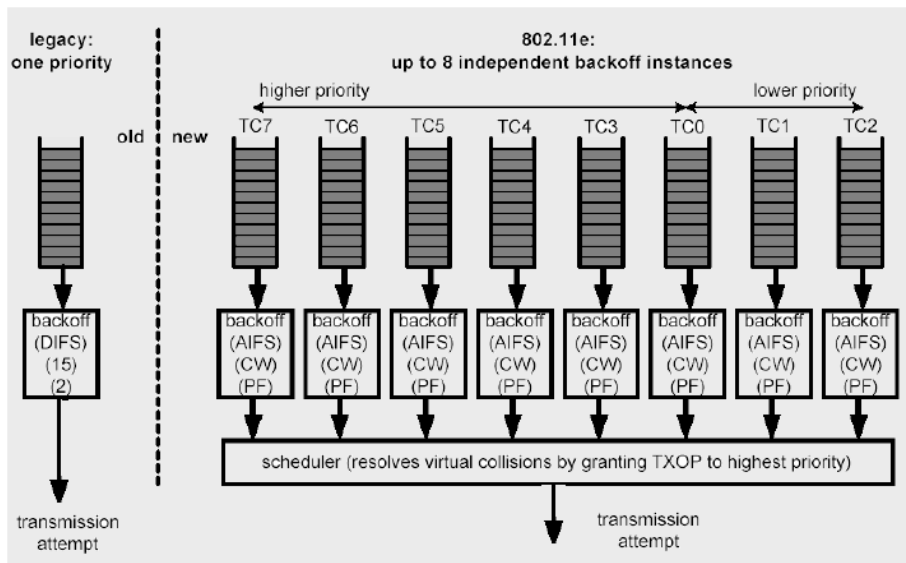 legacy:
one priority
802.11e:
up to 8 independent backoff instances
higher priority
lower priority
old
new
TC7
TC6
TC5
TC4
TC3
TC0
TC1
TC2
backoff
(DIFS)
(15)
(2)
backoff
(AIFS)
(CW)
(PF)
backoff
(AIFS)
(CW)
(PF)
backoff
(AIFS)
(CW)
(PF)
backoff
(AIFS)
(CW)
(PF)
backoff
(AIFS)
(CW)
(PF)
backoff
(AIFS)
(CW)
(PF)
backoff
(AIFS)
(CW)
(PF)
backoff
(AIFS)
(CW)
(PF)
scheduler (resolves virtual collisions by granting TXOP to highest priority)
transmission
attempt
transmission
attempt